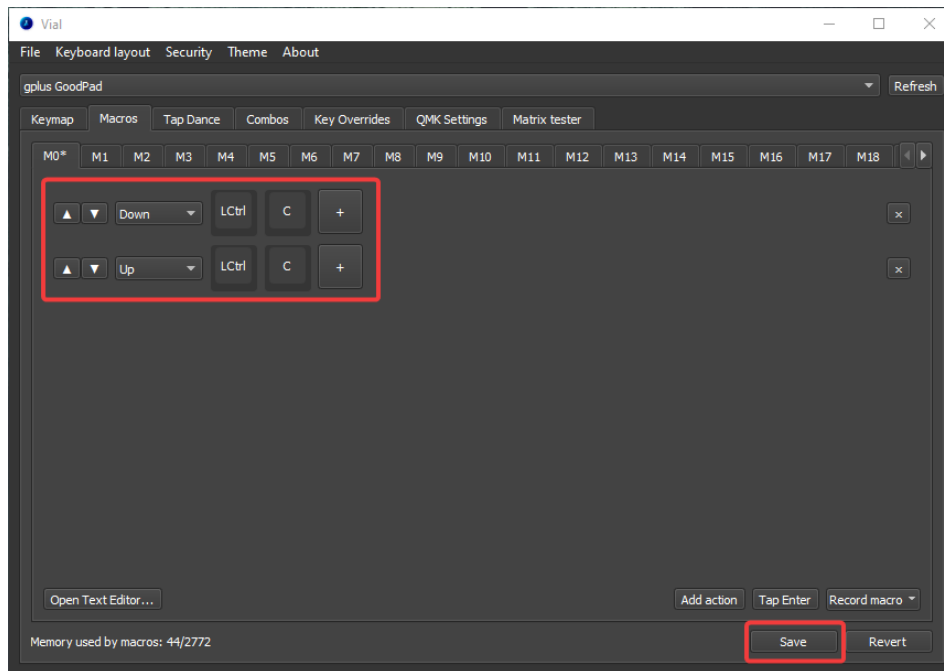 Vial
File Keyboard layout Security Theme About
gplus GoodPad Refresh
Keymap Macros Tap Dance Combos Key Overrides QMK Settings Matrix tester
M0* M1 M2 M3 M4 M5 M6 M7 M8 M9 M10 M11 M12 M13 M14 M15 M16 M17 M18
Down LCtrl C + ×
Up LCtrl C + ×
Open Text Editor... Add action Tap Enter Record macro
Memory used by macros: 44/2772 Save Revert